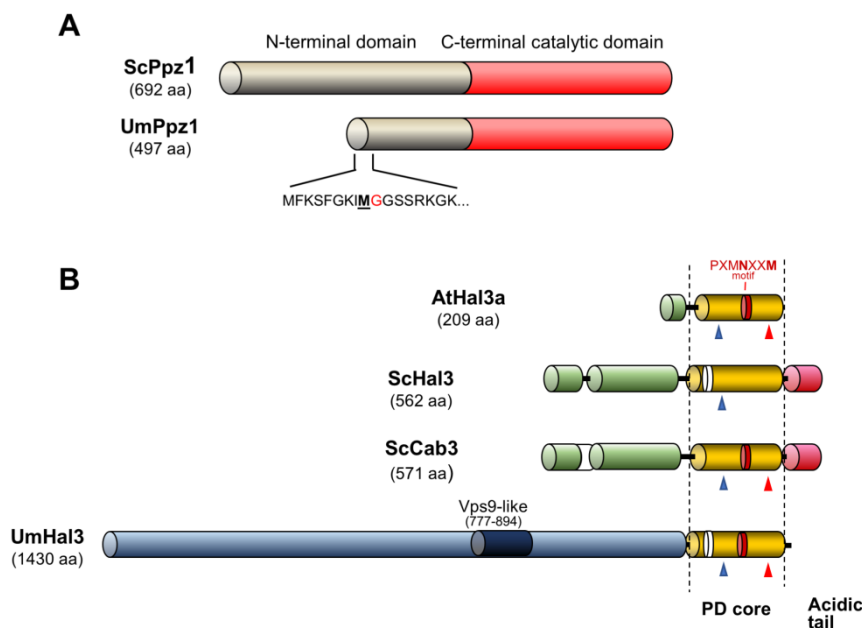 A
N-terminal domain
C-terminal catalytic domain
ScPpz1
(692 aa)
UmPpz1
(497 aa)
MFKSFGKIMGGSSRKGK...
B
PXMNXXM
motif
AtHal3a
(209 aa)
ScHal3
(562 aa)
ScCab3
(571 aa)
Vps9-like
(777-894)
UmHal3
(1430 aa)
PD core
Acidic
tail